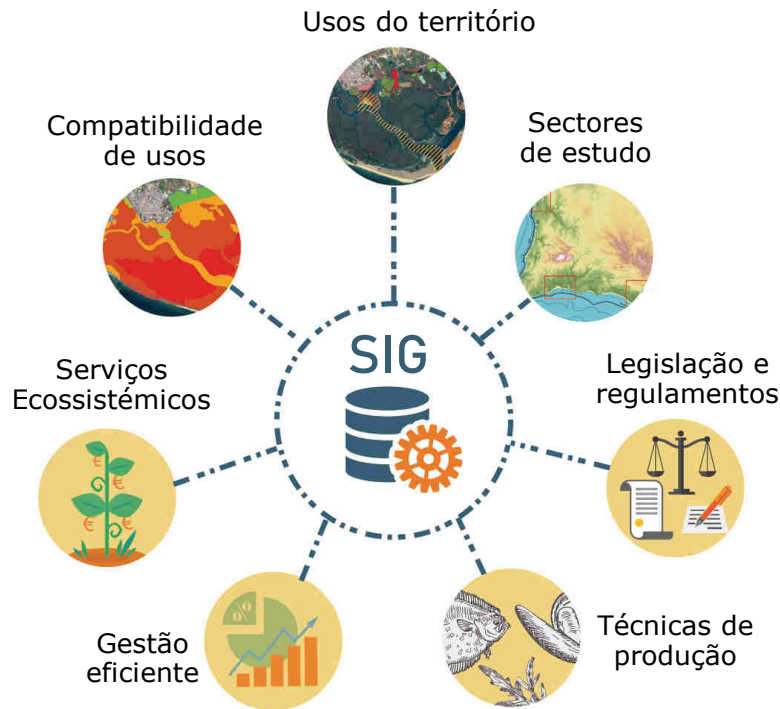 Usos do território
Compatibilidade
de usos
Sectores
de estudo
SIG
Serviços
Ecossistémicos
Legislação e
regulamentos
€
€
€
€
%
%
Gestão
eficiente
Técnicas de
produção